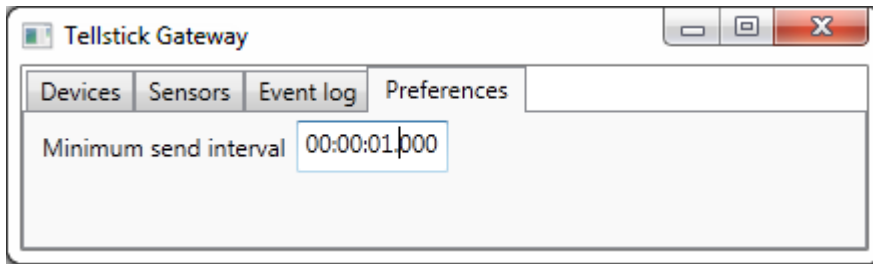 Tellstick Gateway
Devices Sensors Event log Preferences
Minimum send interval 00:00:01.000